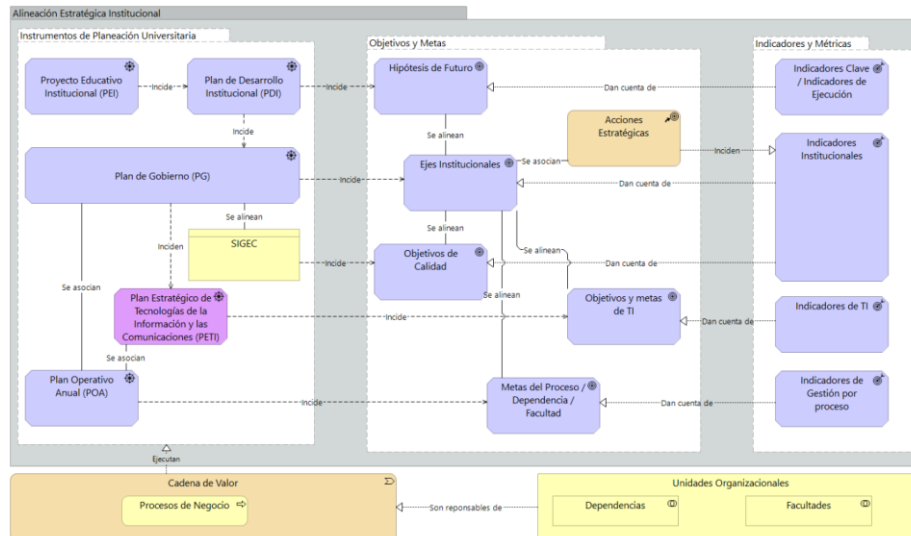 Alineación Estratégica Institucional
Instrumentos de Planeación Universitaria
Proyecto Educativo
Institucional (PEI)
Incide
Plan de Desarrollo
Institucional (PDI)
Incide
Incide
Plan de Gobierno (PG)
Incide
Se alinean
Inciden
SIGEC
Incide
Se asocian
Plan Estratégico de
Tecnologías de la
Información y las
Comunicaciones (PETI)
Incide
Se asocian
Plan Operativo
Anual (POA)
Incide
Objetivos y Metas
Hipótesis de Futuro
Se alinean
Acciones
Estratégicas
Se asocian
Inciden
Ejes Institucionales
Se alinean
Se alinean
Objetivos de
Calidad
Se alinean
Objetivos y metas
de TI
Metas del Proceso /
Dependencia /
Facultad
Indicadores y Métricas
Indicadores Clave
/ Indicadores de
Ejecución
Dan cuenta de
Indicadores
Institucionales
Dan cuenta de
Dan cuenta de
Indicadores de TI
Dan cuenta de
Indicadores de
Gestión por
proceso
Dan cuenta de
Ejecutan
Cadena de Valor
Procesos de Negocio
Son reponsables de
Unidades Organizacionales
Dependencias
Facultades